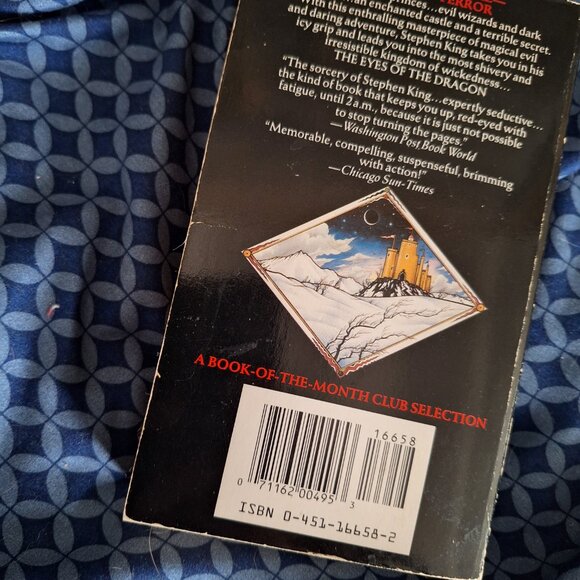 TERROR
princes...evil wizards and dark
an enchanted castle and a terrible secret.
With this enthralling masterpiece of magical evil
and daring adventure, Stephen King takes you in his
icy grip and leads you into the most shivery and
irresistible kingdom of wickedness...
THE EYES OF THE DRAGON
"The sorcery of Stephen King...expertly seductive...
the kind of book that keeps you up, red-eyed with
fatigue, until 2 a.m., because it is just not possible
to stop turning the pages."
—Washington Post Book World
"Memorable, compelling, suspenseful, brimming
with action!"
—Chicago Sun-Times
A BOOK-OF-THE-MONTH CLUB SELECTION
16658
0 71162 00495 3
ISBN 0-451-16658-2